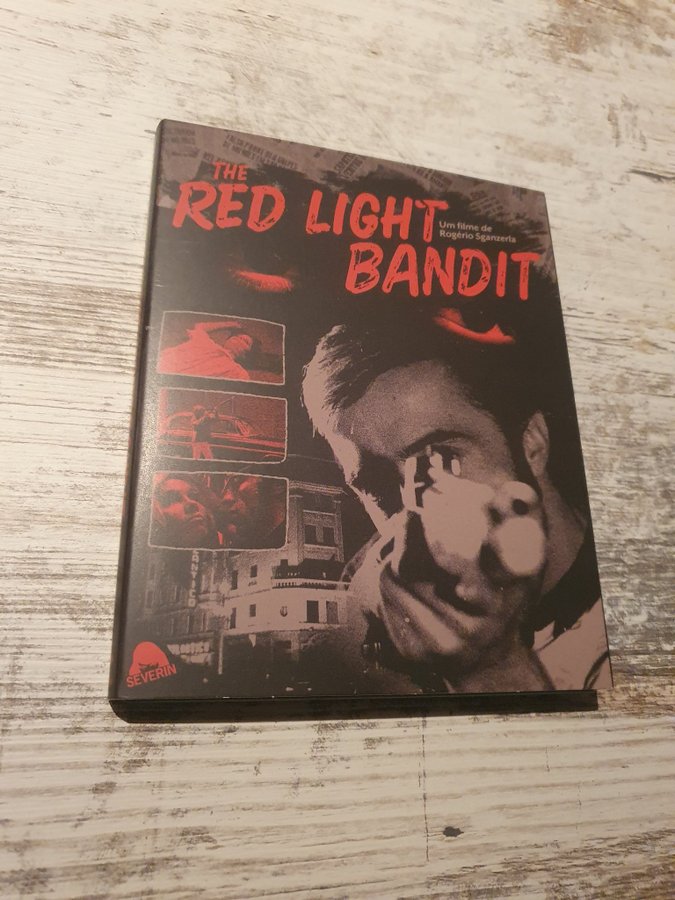 THE
RED LIGHT
Um filme de
Rogério Sganzerla
BANDIT
SEVERIN